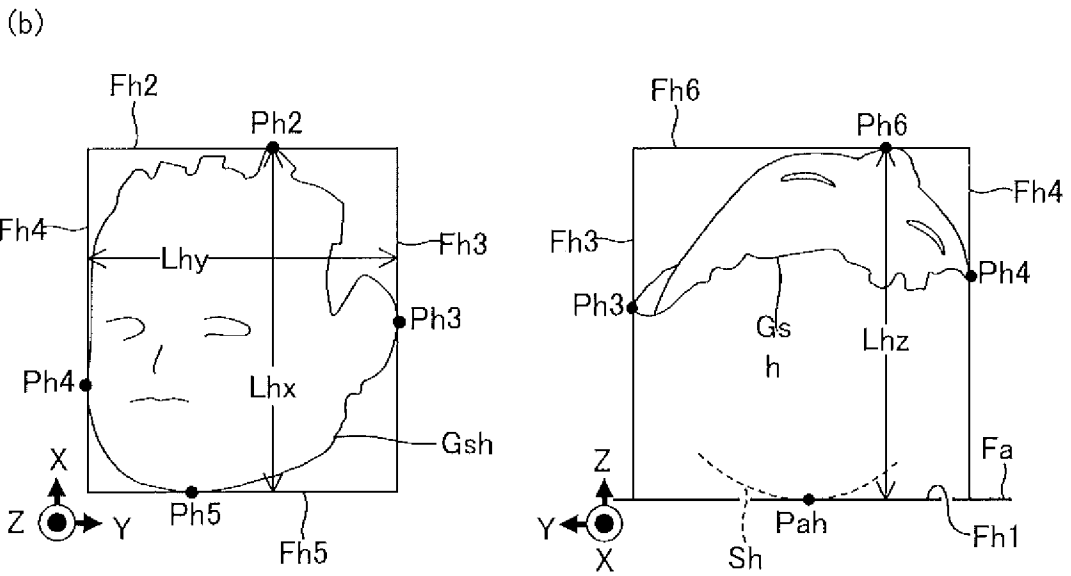 (b)
Fh2
Ph2
Fh4
Lhy
Fh3
Ph3
Ph4
Lhx
Gsh
X
Z
Y
Ph5
Fh5
Fh6
Ph6
Fh4
Fh3
Ph4
Ph3
Gs
h
Lhz
Fa
Z
Y
X
Sh
Pah
Fh1